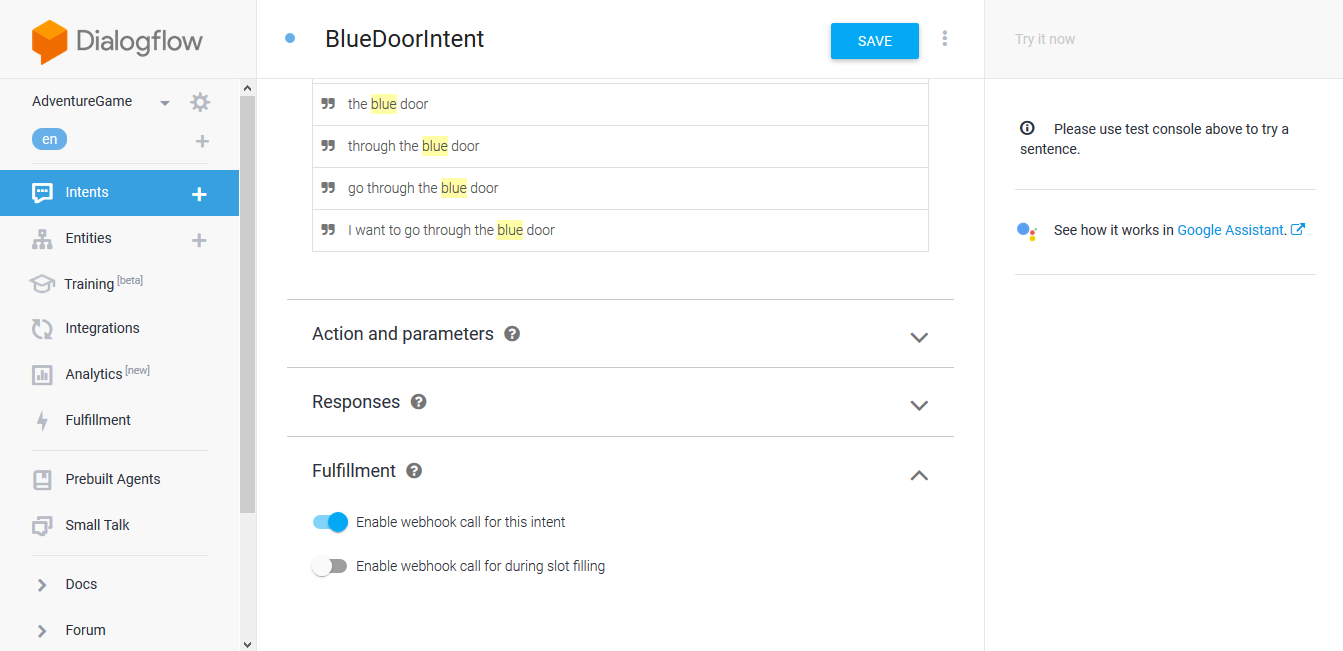 Dialogflow
AdventureGame
en
Intents
Entities
Training [beta]
Integrations
Analytics [new]
Fulfillment
Prebuilt Agents
Small Talk
Docs
Forum
BlueDoorIntent
SAVE
the blue door
through the blue door
go through the blue door
I want to go through the blue door
Action and parameters
Responses
Fulfillment
Enable webhook call for this intent
Enable webhook call for during slot filling
Try it now
Please use test console above to try a
sentence.
See how it works in Google Assistant.